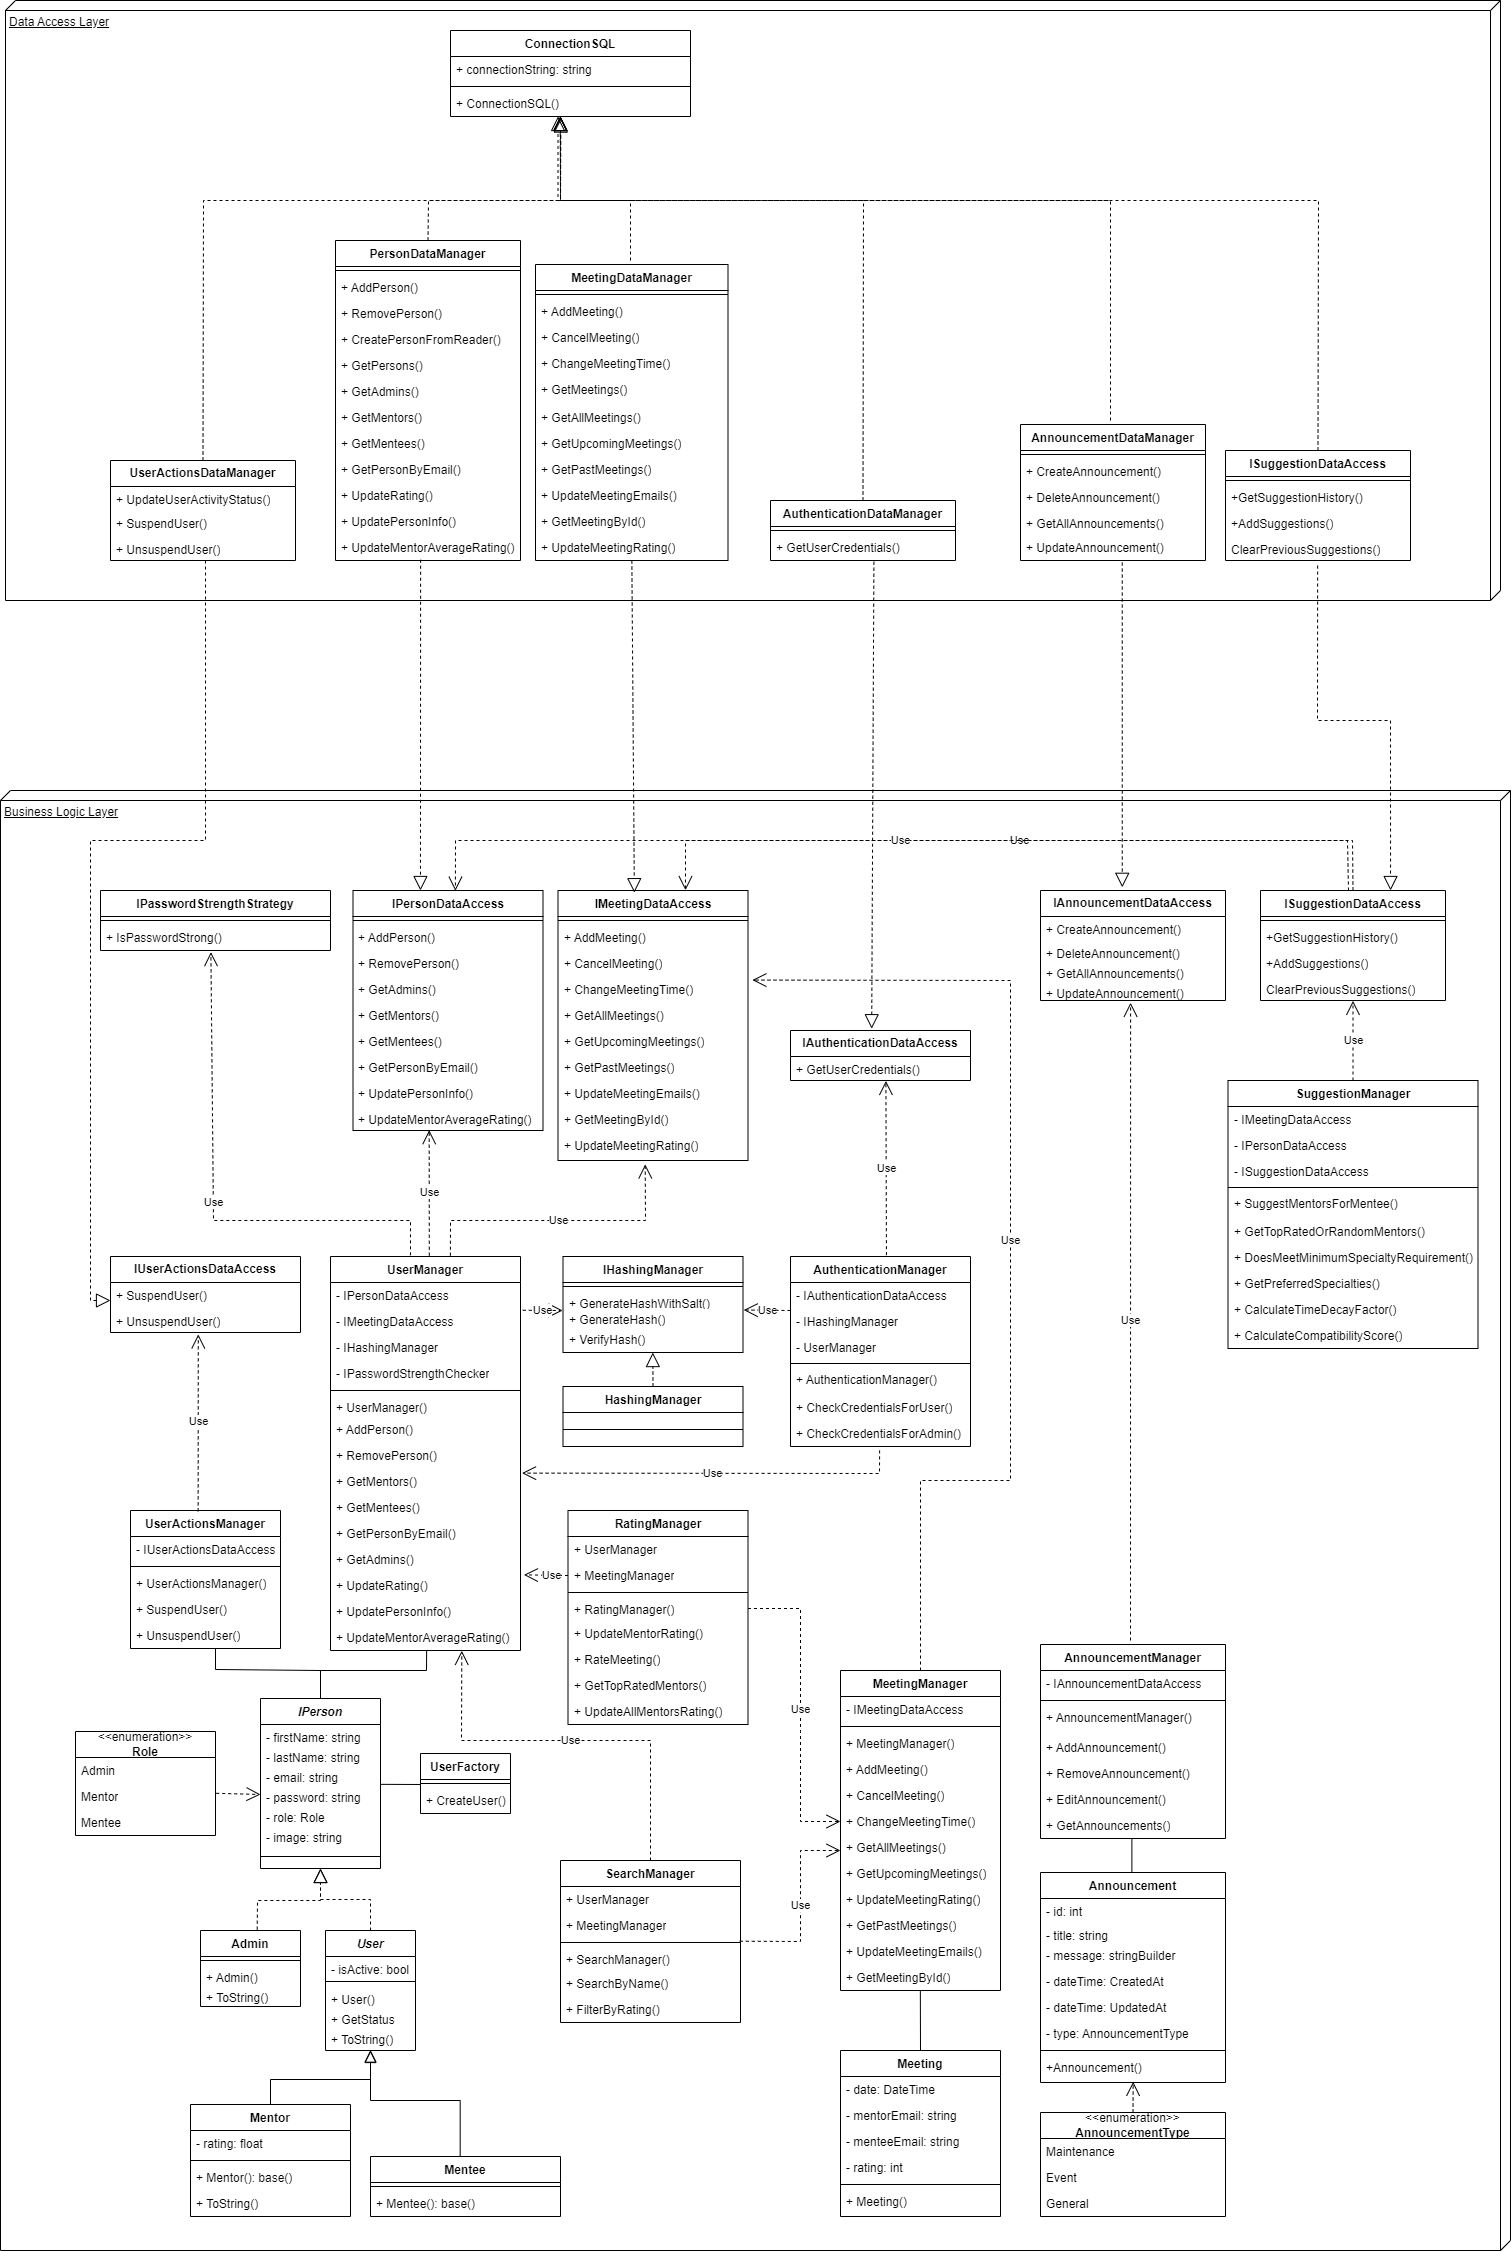 Data Access Layer
ConnectionSQL
+ connectionString: string
+ ConnectionSQL()
PersonDataManager
+ AddPerson()
+ RemovePerson()
+ CreatePersonFromReader()
+ GetPersons()
+ GetAdmins()
+ GetMentors()
+ GetMentees()
+ GetPersonByEmail()
+ UpdateRating()
+ UpdatePersonInfo()
+ UpdateMentorAverageRating()
MeetingDataManager
+ AddMeeting()
+ CancelMeeting()
+ ChangeMeetingTime()
+ GetMeetings()
+ GetAllMeetings()
+ GetUpcomingMeetings()
+ GetPastMeetings()
+ UpdateMeetingEmails()
+ GetMeetingById()
+ UpdateMeetingRating()
UserActionsDataManager
+ UpdateUserActivityStatus()
+ SuspendUser()
+ UnsuspendUser()
AuthenticationDataManager
+ GetUserCredentials()
AnnouncementDataManager
+ CreateAnnouncement()
+ DeleteAnnouncement()
+ GetAllAnnouncements()
+ UpdateAnnouncement()
ISuggestionDataAccess
+GetSuggestionHistory()
+AddSuggestions()
ClearPreviousSuggestions()
Business Logic Layer
Use
Use
IPasswordStrengthStrategy
+ IsPasswordStrong()
IPersonDataAccess
+ AddPerson()
+ RemovePerson()
+ GetAdmins()
+ GetMentors()
+ GetMentees()
+ GetPersonByEmail()
+ UpdatePersonInfo()
+ UpdateMentorAverageRating()
IMeetingDataAccess
+ AddMeeting()
+ CancelMeeting()
+ ChangeMeetingTime()
+ GetAllMeetings()
+ GetUpcomingMeetings()
+ GetPastMeetings()
+ UpdateMeetingEmails()
+ GetMeetingById()
+ UpdateMeetingRating()
IAuthenticationDataAccess
+ GetUserCredentials()
IAnnouncementDataAccess
+ CreateAnnouncement()
+ DeleteAnnouncement()
+ GetAllAnnouncements()
+ UpdateAnnouncement()
ISuggestionDataAccess
+GetSuggestionHistory()
+AddSuggestions()
ClearPreviousSuggestions()
Use
SuggestionManager
- IMeetingDataAccess
- IPersonDataAccess
- ISuggestionDataAccess
+ SuggestMentorsForMentee()
+ GetTopRatedOrRandomMentors()
+ DoesMeetMinimumSpecialtyRequirement()
+ GetPreferredSpecialties()
+ CalculateTimeDecayFactor()
+ CalculateCompatibilityScore()
Use
Use
Use
Use
Use
Use
IUserActionsDataAccess
+ SuspendUser()
+ UnsuspendUser()
UserManager
- IPersonDataAccess
- IMeetingDataAccess
- IHashingManager
- IPasswordStrengthChecker
+ UserManager()
+ AddPerson()
+ RemovePerson()
+ GetMentors()
+ GetMentees()
+ GetPersonByEmail()
+ GetAdmins()
+ UpdateRating()
+ UpdatePersonInfo()
+ UpdateMentorAverageRating()
Use
IHashingManager
+ GenerateHashWithSalt()
+ GenerateHash()
+ VerifyHash()
Use
HashingManager
AuthenticationManager
- IAuthenticationDataAccess
- IHashingManager
- UserManager
+ AuthenticationManager()
+ CheckCredentialsForUser()
+ CheckCredentialsForAdmin()
Use
Use
UserActionsManager
- IUserActionsDataAccess
+ UserActionsManager()
+ SuspendUser()
+ UnsuspendUser()
Use
RatingManager
+ UserManager
+ MeetingManager
+ RatingManager()
+ UpdateMentorRating()
+ RateMeeting()
+ GetTopRatedMentors()
+ UpdateAllMentorsRating()
Use
Use
MeetingManager
- IMeetingDataAccess
+ MeetingManager()
+ AddMeeting()
+ CancelMeeting()
+ ChangeMeetingTime()
+ GetAllMeetings()
+ GetUpcomingMeetings()
+ UpdateMeetingRating()
+ GetPastMeetings()
+ UpdateMeetingEmails()
+ GetMeetingById()
AnnouncementManager
- IAnnouncementDataAccess
+ AnnouncementManager()
+ AddAnnouncement()
+ RemoveAnnouncement()
+ EditAnnouncement()
+ GetAnnouncements()
<<enumeration>>
Role
Admin
Mentor
Mentee
IPerson
- firstName: string
- lastName: string
- email: string
- password: string
- role: Role
- image: string
UserFactory
+ CreateUser()
SearchManager
+ UserManager
+ MeetingManager
+ SearchManager()
+ SearchByName()
+ FilterByRating()
Use
Announcement
- id: int
- title: string
- message: stringBuilder
- dateTime: CreatedAt
- dateTime: UpdatedAt
- type: AnnouncementType
+Announcement()
Admin
+ Admin()
+ ToString()
User
- isActive: bool
+ User()
+ GetStatus
+ ToString()
Meeting
- date: DateTime
- mentorEmail: string
- menteeEmail: string
- rating: int
+ Meeting()
<<enumeration>>
AnnouncementType
Maintenance
Event
General
Mentor
- rating: float
+ Mentor(): base()
+ ToString()
Mentee
+ Mentee(): base()